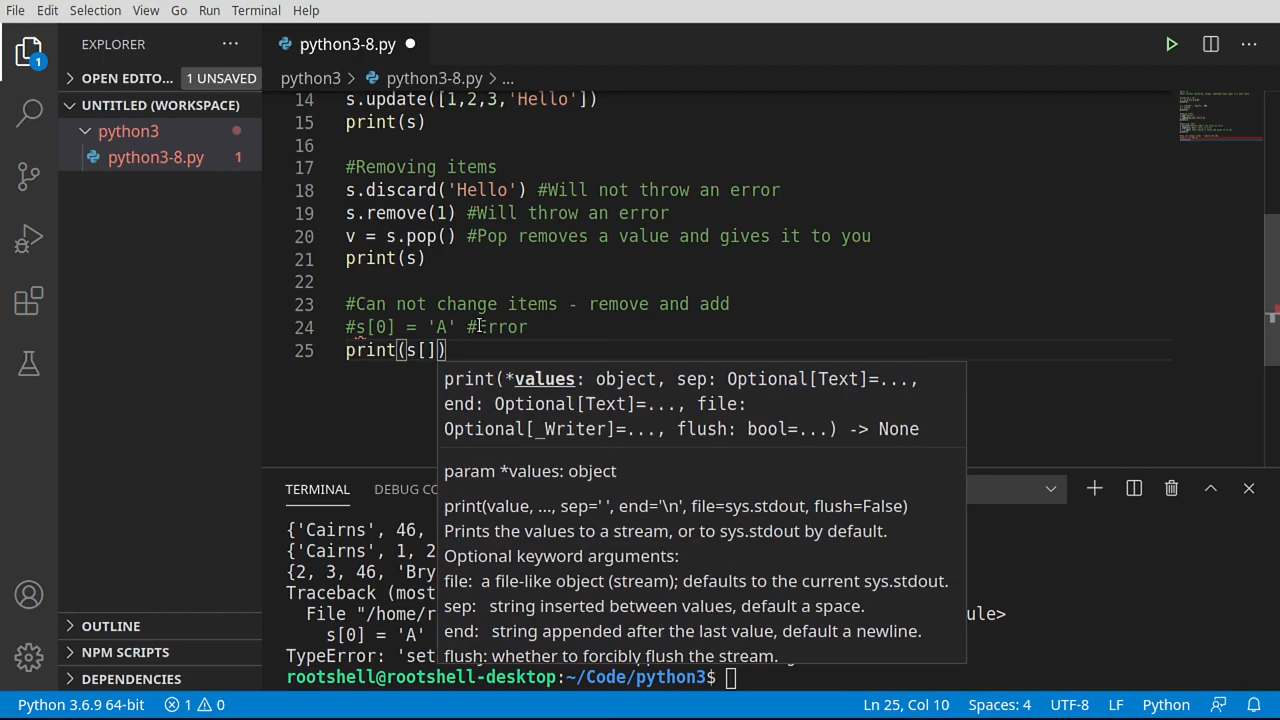 File Edit Selection View Go Run Terminal Help
EXPLORER
python3-8.py
1
OPEN EDITO... 1 UNSAVED
python3 python3-8.py ...
UNTITLED (WORKSPACE)
python3
python3-8.py 1
14 s.update([1,2,3,'Hello'])
15 print(s)
16
17 #Removing items
18 s.discard('Hello') #Will not throw an error
19 s.remove(1) #Will throw an error
20 v = s.pop() #Pop removes a value and gives it to you
21 print(s)
22
23 #Can not change items - remove and add
24 #s[0] = 'A' #Error
25 print(s[])
print(*values: object, sep: Optional[Text]=...,
end: Optional[Text]=..., file:
Optional[_Writer]=..., flush: bool=...) -> None
param *values: object
print(value, ..., sep=' ', end='\n', file=sys.stdout, flush=False)
Prints the values to a stream, or to sys.stdout by default.
Optional keyword arguments:
file: a file-like object (stream); defaults to the current sys.stdout.
sep: string inserted between values, default a space.
end: string appended after the last value, default a newline.
flush: whether to forcibly flush the stream.
TERMINAL DEBUG CO
{'Cairns', 46,
{'Cairns', 1, 2
{2, 3, 46, 'Bry
Traceback (most
File "/home/r ule>
s[0] = 'A'
TypeError: 'set
rootshell@rootshell-desktop:~/Code/python3$
OUTLINE
NPM SCRIPTS
DEPENDENCIES
Python 3.6.9 64-bit 1 0 Ln 25, Col 10 Spaces: 4 UTF-8 LF Python